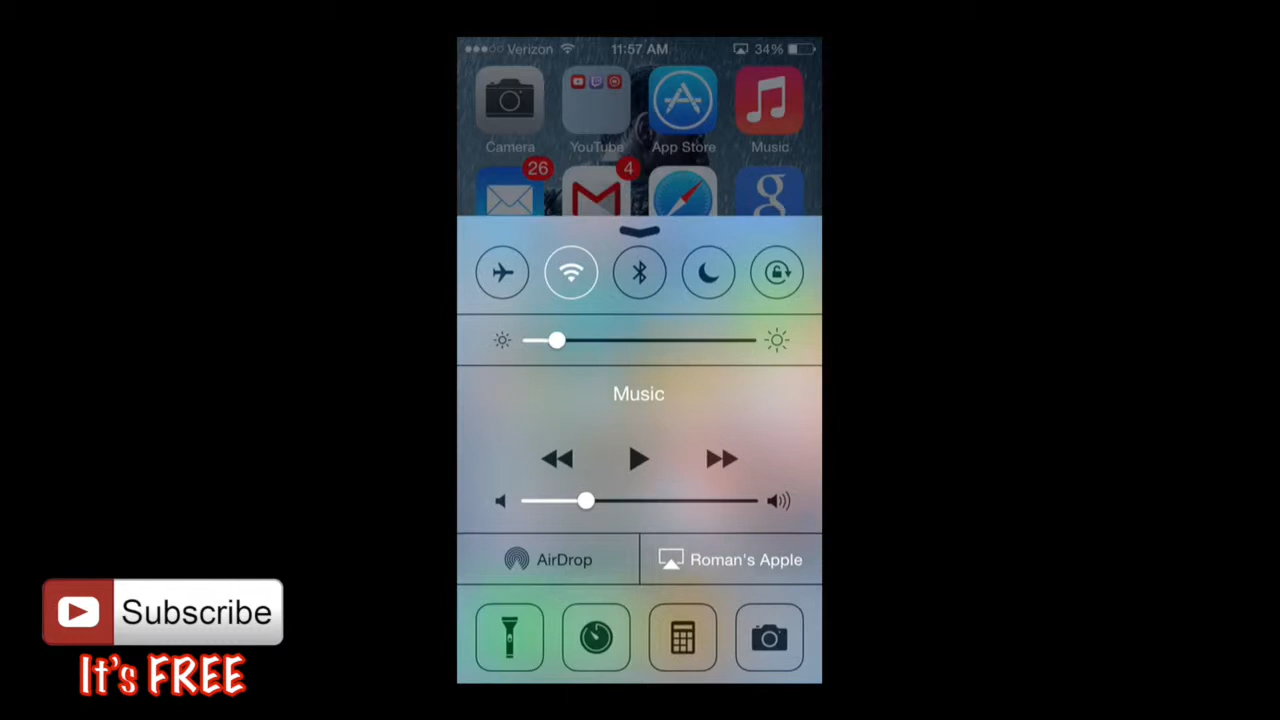 Verizon 11:57 AM 34%
Camera YouTube App Store Music
26 4
g
Music
AirDrop Roman's Apple
Subscribe
It's FREE